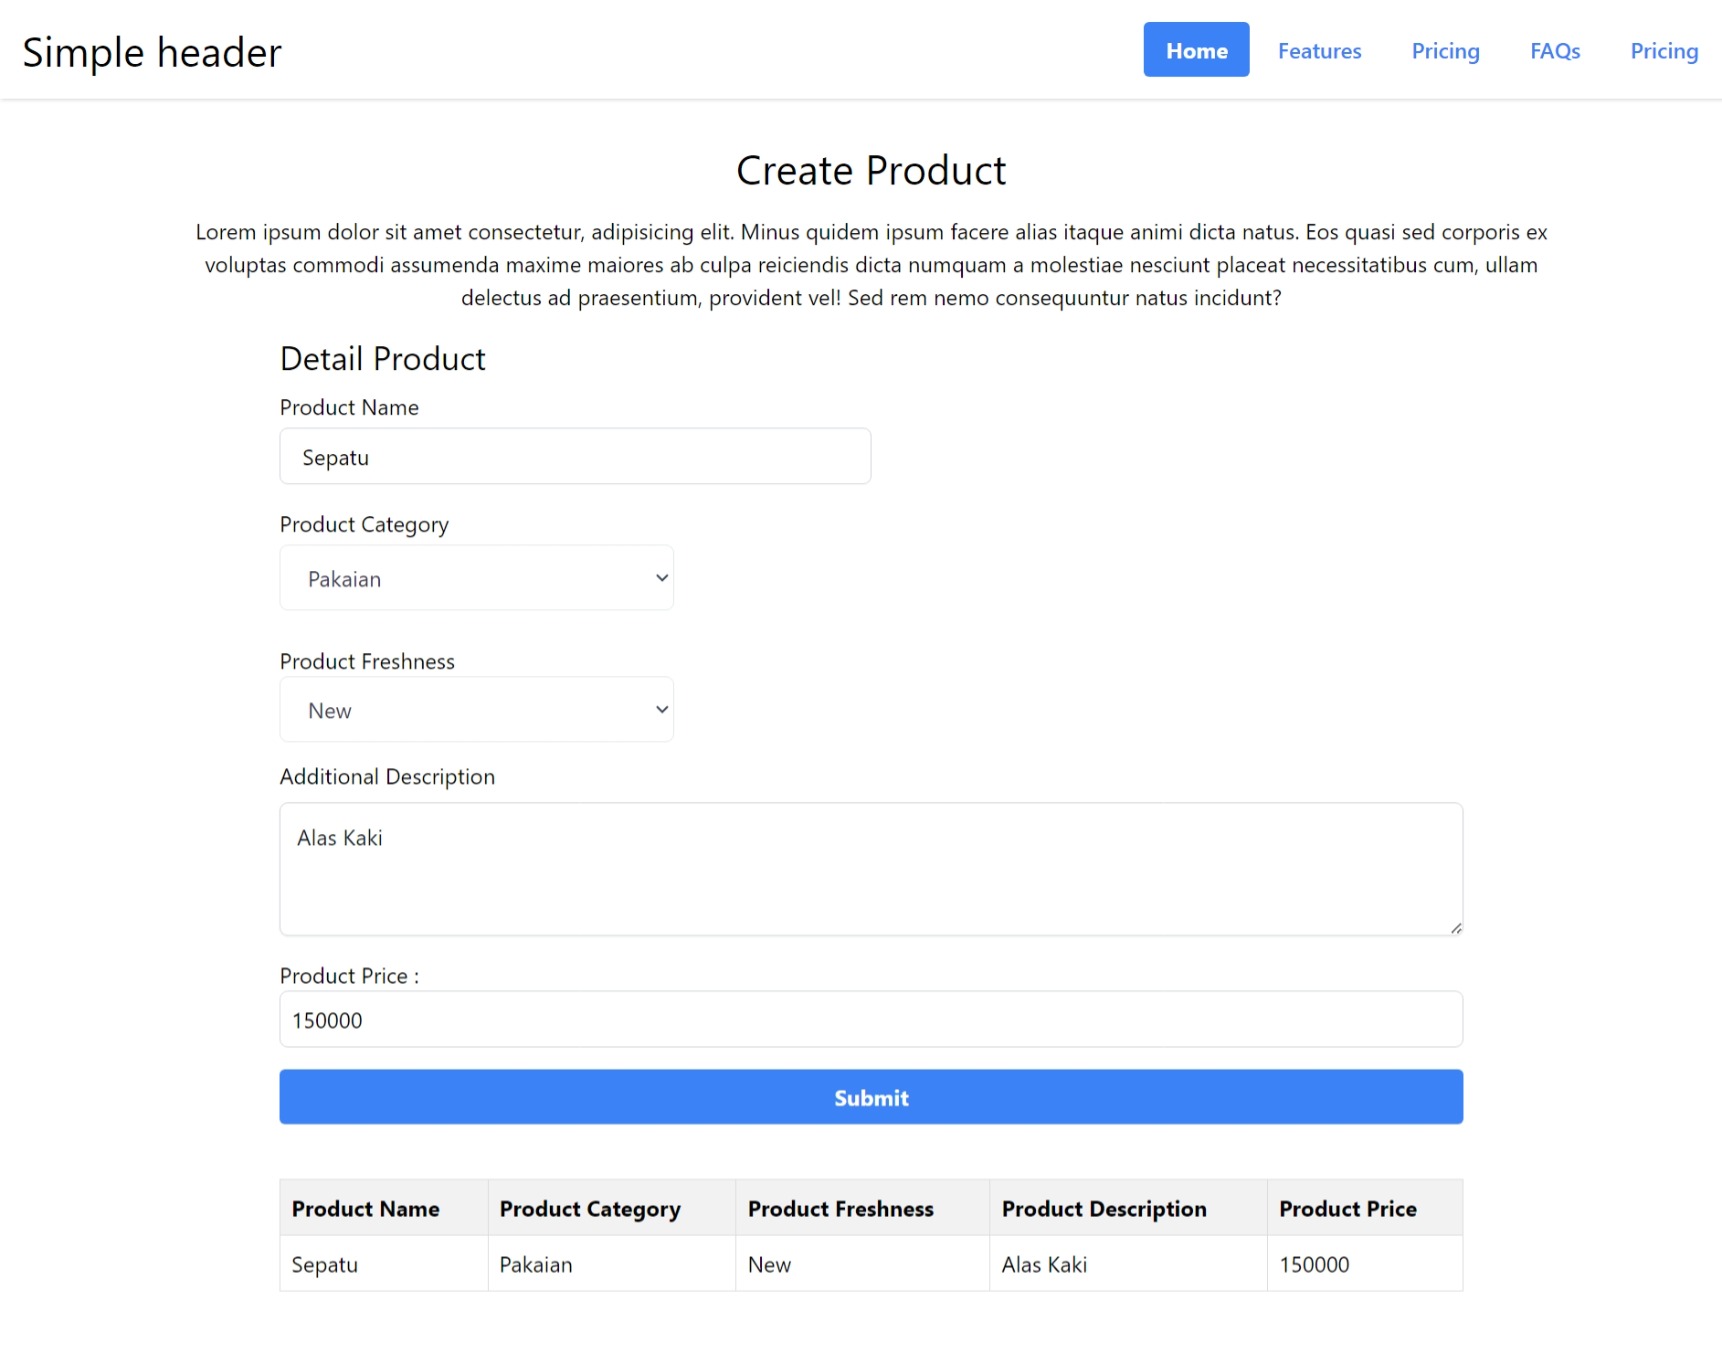 Simple header
Home Features Pricing FAQs Pricing
Create Product
Lorem ipsum dolor sit amet consectetur, adipisicing elit. Minus quidem ipsum facere alias itaque animi dicta natus. Eos quasi sed corporis ex
voluptas commodi assumenda maxime maiores ab culpa reiciendis dicta numquam a molestiae nesciunt placeat necessitatibus cum, ullam
delectus ad praesentium, provident vel! Sed rem nemo consequuntur natus incidunt?
Detail Product
Product Name
Sepatu
Product Category
Pakaian
Product Freshness
New
Additional Description
Alas Kaki
Product Price :
150000
Submit
Product Name Product Category Product Freshness Product Description Product Price
Sepatu Pakaian New Alas Kaki 150000